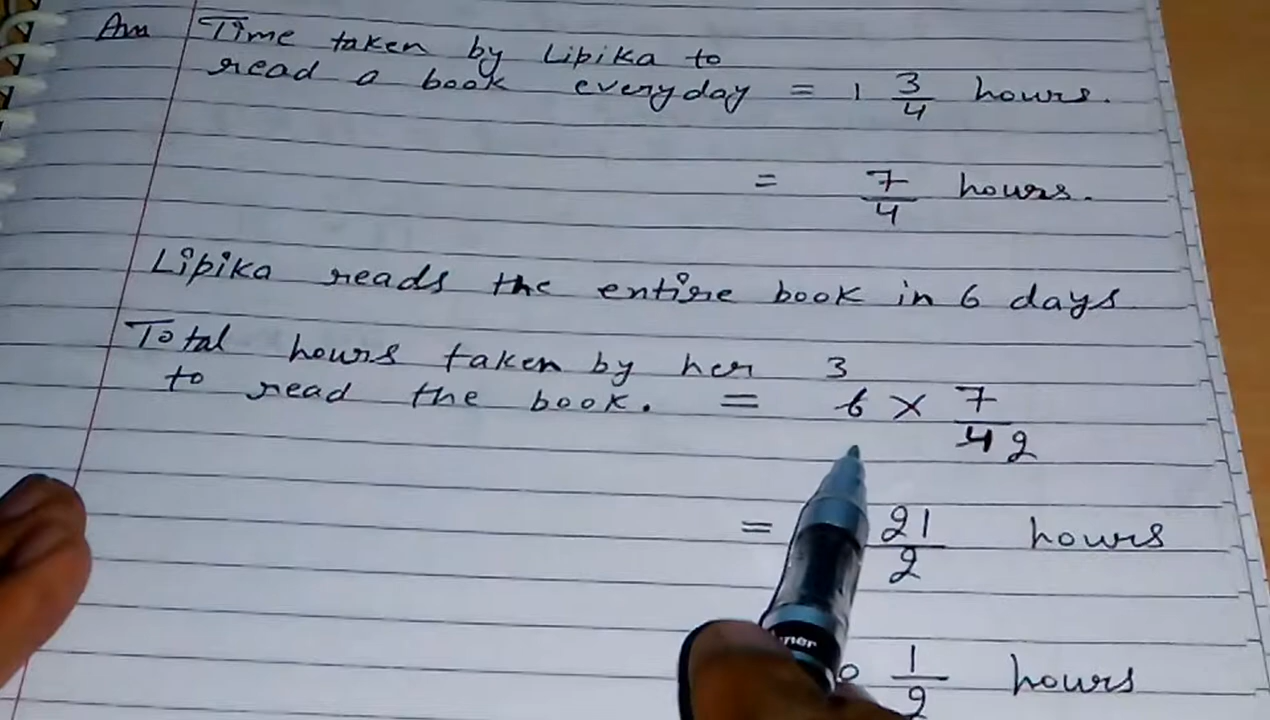 Ans Time taken by Lipika to
read a book everyday = 1 3/4 hours.
= 7/4 hours.
Lipika reads the entire book in 6 days
Total hours taken by her 3
to read the book. = 6 × 7/4 2
= 21/2 hours
0 1/2 hours
ner